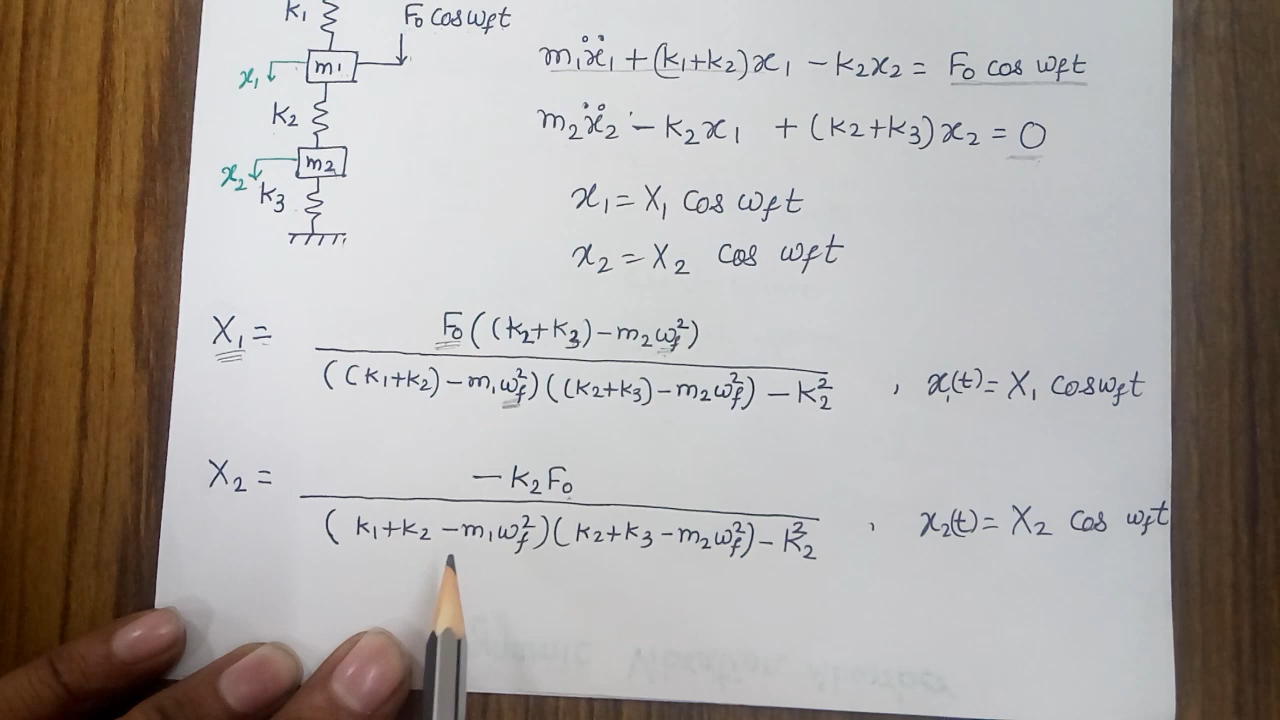 k₁
F₀ cos ω_f t
m₁
x₁
k₂
m₂
x₂
k₃
m₁ẍ₁ + (k₁+k₂)x₁ − k₂x₂ = F₀ cos ω_f t
m₂ẍ₂ − k₂x₁ + (k₂+k₃)x₂ = 0
x₁ = X₁ cos ω_f t
x₂ = X₂ cos ω_f t
X₁ = F₀((k₂+k₃) − m₂ω_f²) / ((k₁+k₂) − m₁ω_f²)((k₂+k₃) − m₂ω_f²) − k₂² , x₁(t) = X₁ cos ω_f t
X₂ = −k₂F₀ / (k₁+k₂ − m₁ω_f²)(k₂+k₃ − m₂ω_f²) − k₂² , x₂(t) = X₂ cos ω_f t